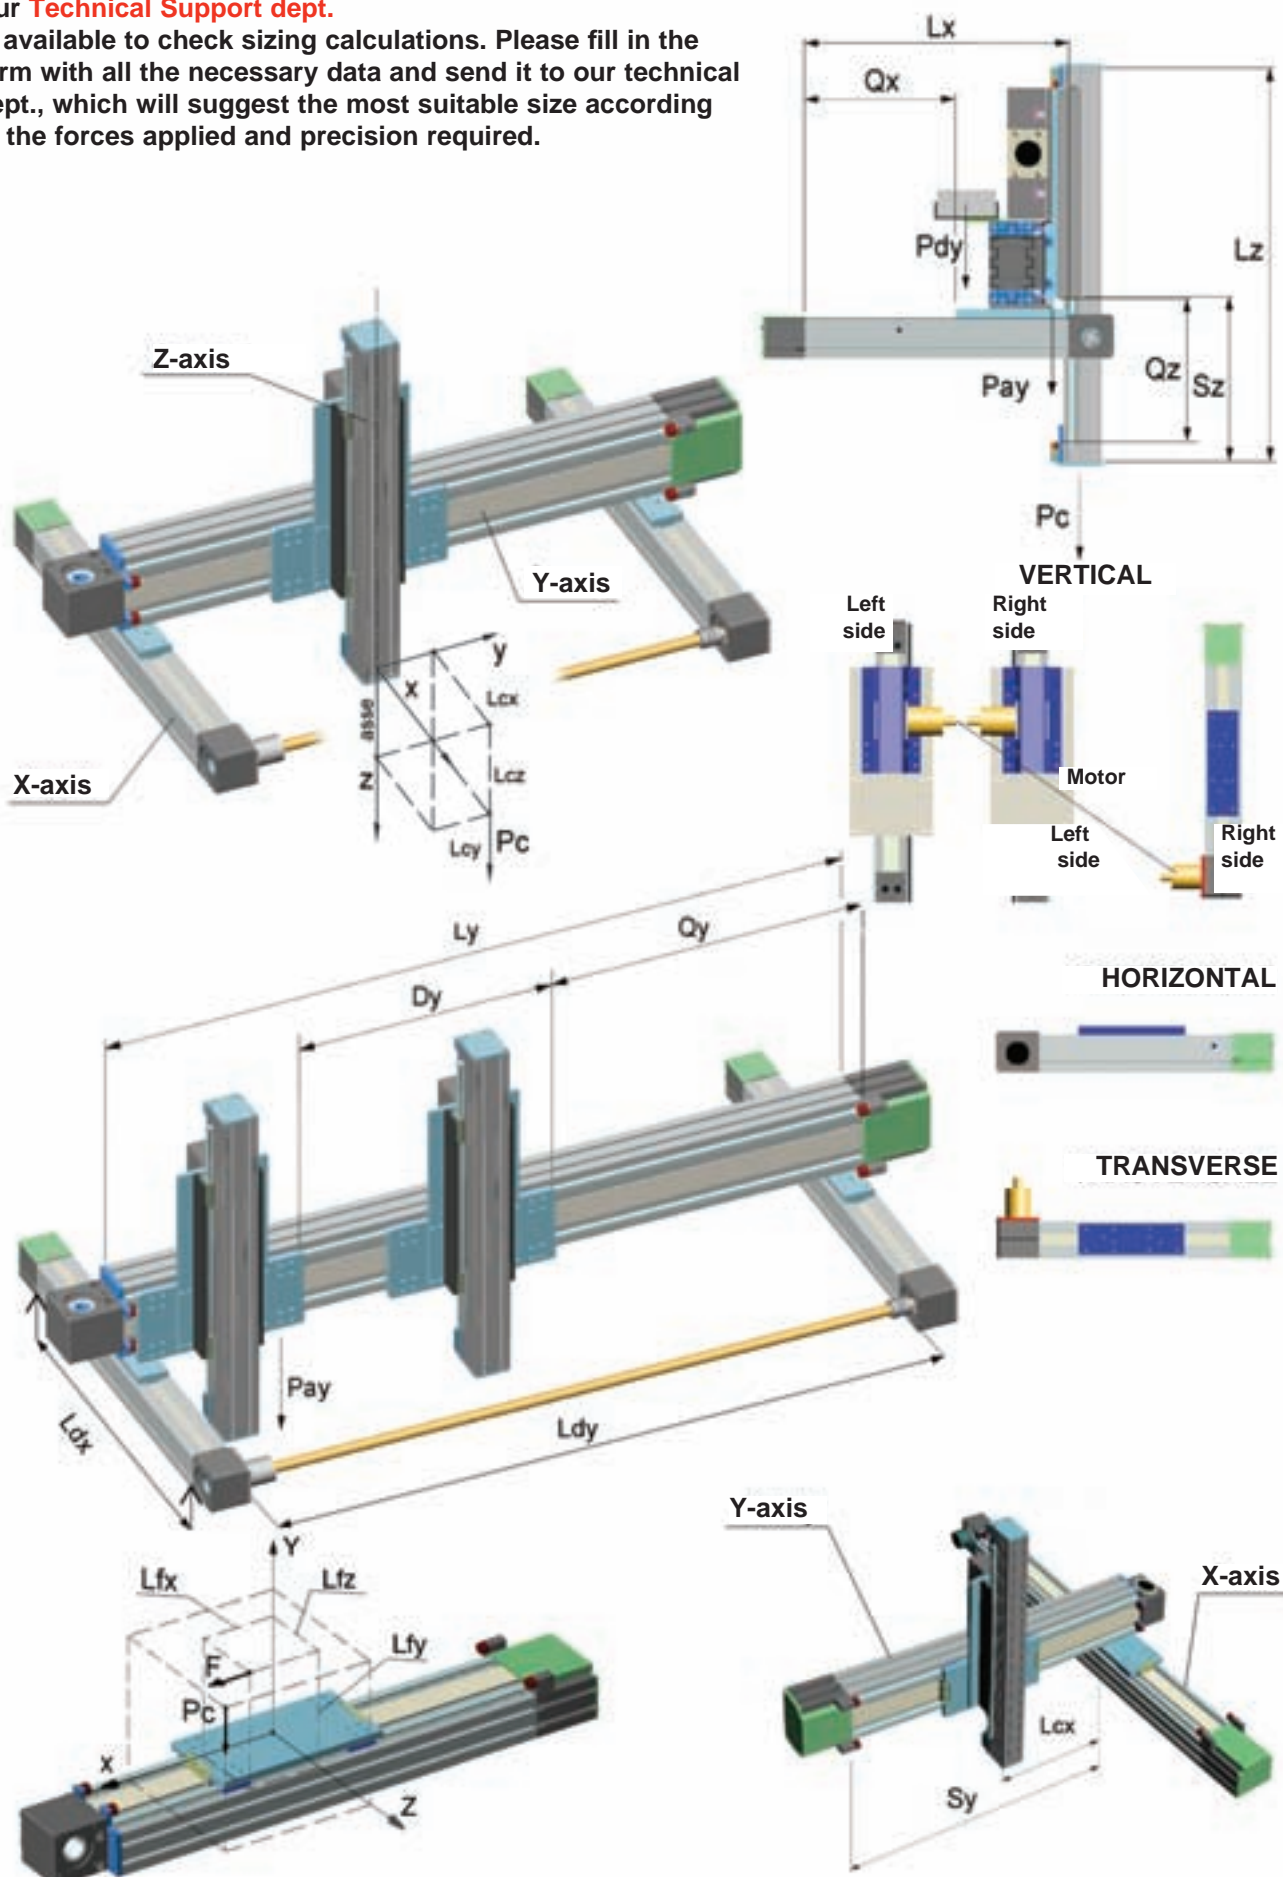 ur Technical Support dept.
available to check sizing calculations. Please fill in the
rm with all the necessary data and send it to our technical
ept., which will suggest the most suitable size according
the forces applied and precision required.
Lx
Qx
Pdy
Lz
Qz
Sz
Pay
Pc
Z-axis
Y-axis
X-axis
y
x
Lcx
asse
Z
Lcz
Lcy
Pc
VERTICAL
Left
side
Right
side
Motor
Left
side
Right
side
HORIZONTAL
TRANSVERSE
Ly
Qy
Dy
Pay
Ldx
Ldy
Y
Lfx
Lfz
Lfy
F
Pc
X
Z
Y-axis
X-axis
Lcx
Sy